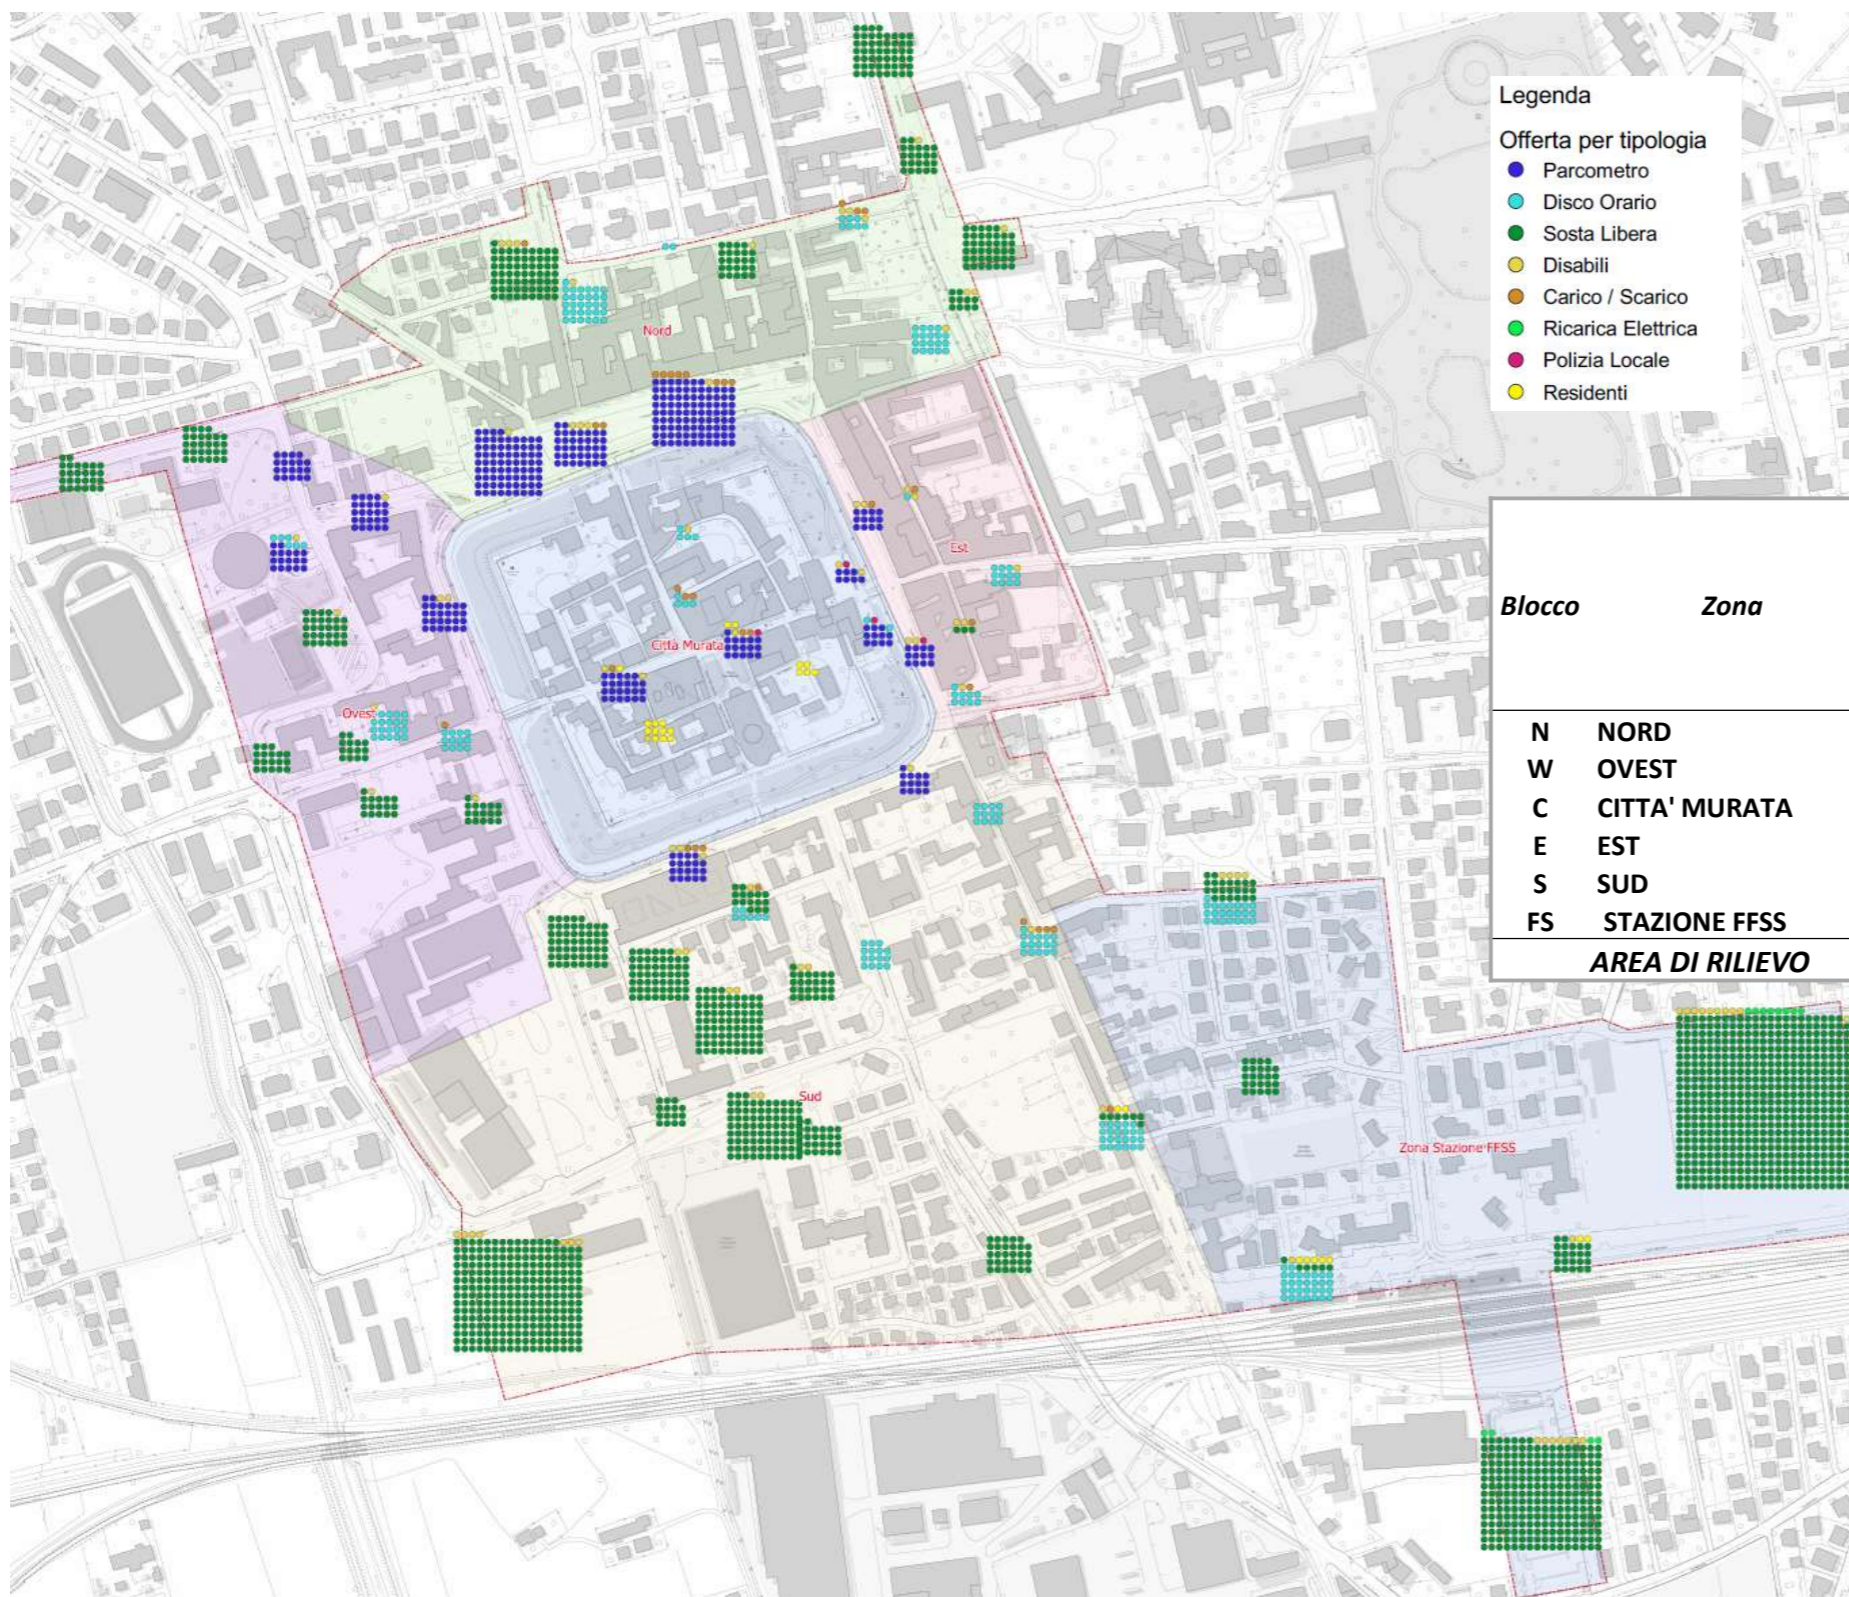 Legenda
Offerta per tipologia
Parcometro
Disco Orario
Sosta Libera
Disabili
Carico / Scarico
Ricarica Elettrica
Polizia Locale
Residenti
Nord
Est
Città Murata
Ovest
Sud
Zona Stazione FFSS
Blocco Zona
N NORD
W OVEST
C CITTA' MURATA
E EST
S SUD
FS STAZIONE FFSS
AREA DI RILIEVO